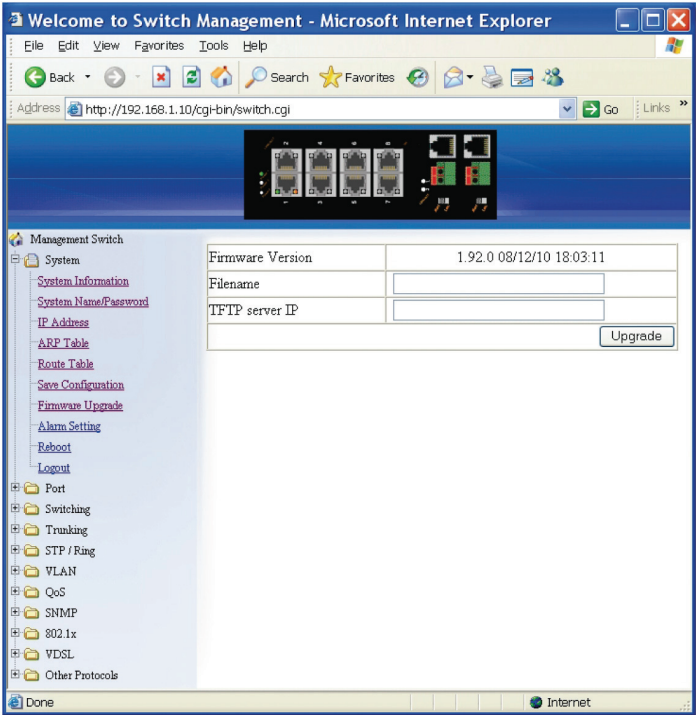 Welcome to Switch Management - Microsoft Internet Explorer
File Edit View Favorites Tools Help
Back Search Favorites
Address http://192.168.1.10/cgi-bin/switch.cgi Go Links »
Management Switch
System
System Information
System Name/Password
IP Address
ARP Table
Route Table
Save Configuration
Firmware Upgrade
Alarm Setting
Reboot
Logout
Port
Switching
Trunking
STP / Ring
VLAN
QoS
SNMP
802.1x
VDSL
Other Protocols
Firmware Version 1.92.0 08/12/10 18:03:11
Filename
TFTP server IP
Upgrade
Done Internet